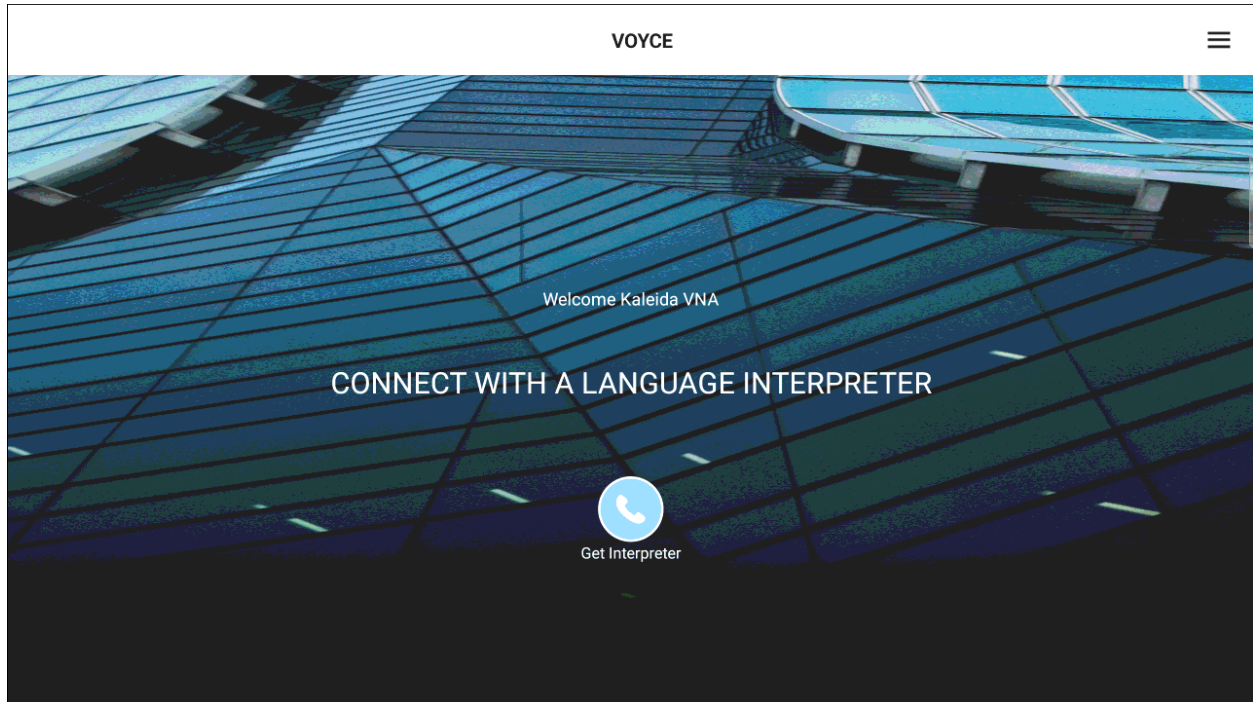 VOYCE
Welcome Kaleida VNA
CONNECT WITH A LANGUAGE INTERPRETER
Get Interpreter